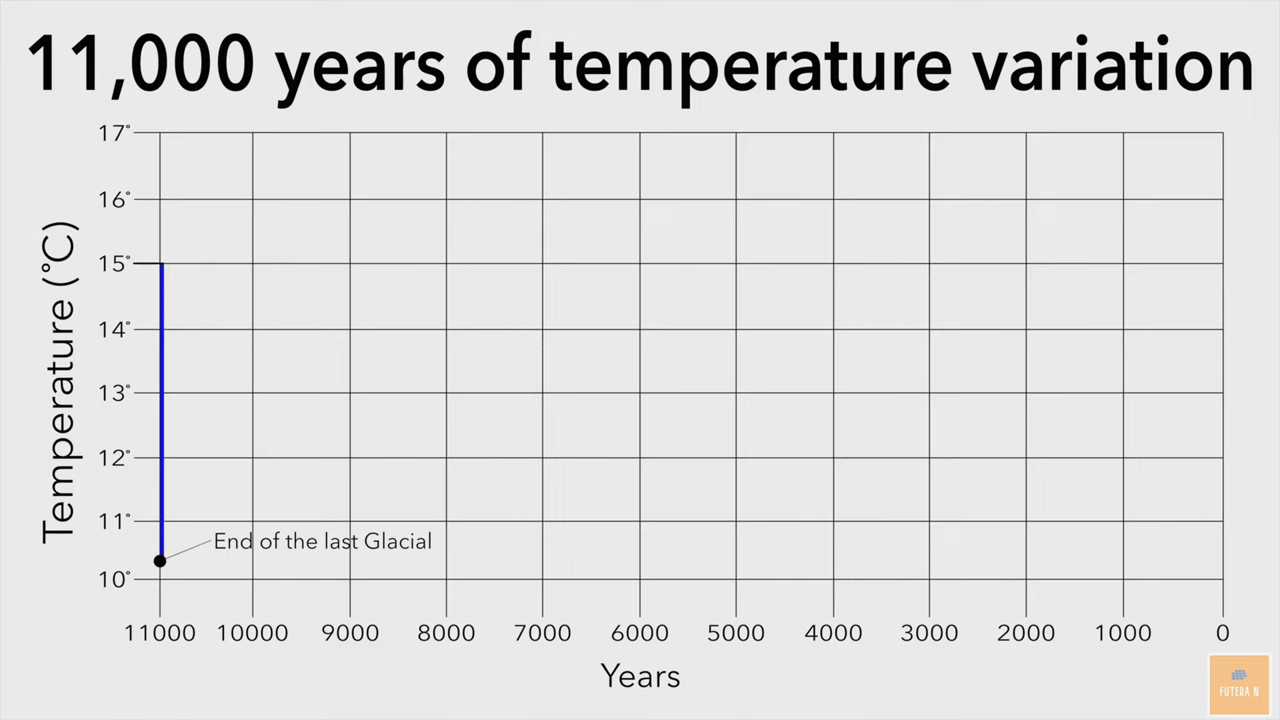 11,000 years of temperature variation
17°
16°
15°
14°
13°
12°
11°
10°
Temperature (°C)
End of the last Glacial
11000 10000 9000 8000 7000 6000 5000 4000 3000 2000 1000 0
Years
FUTERA N